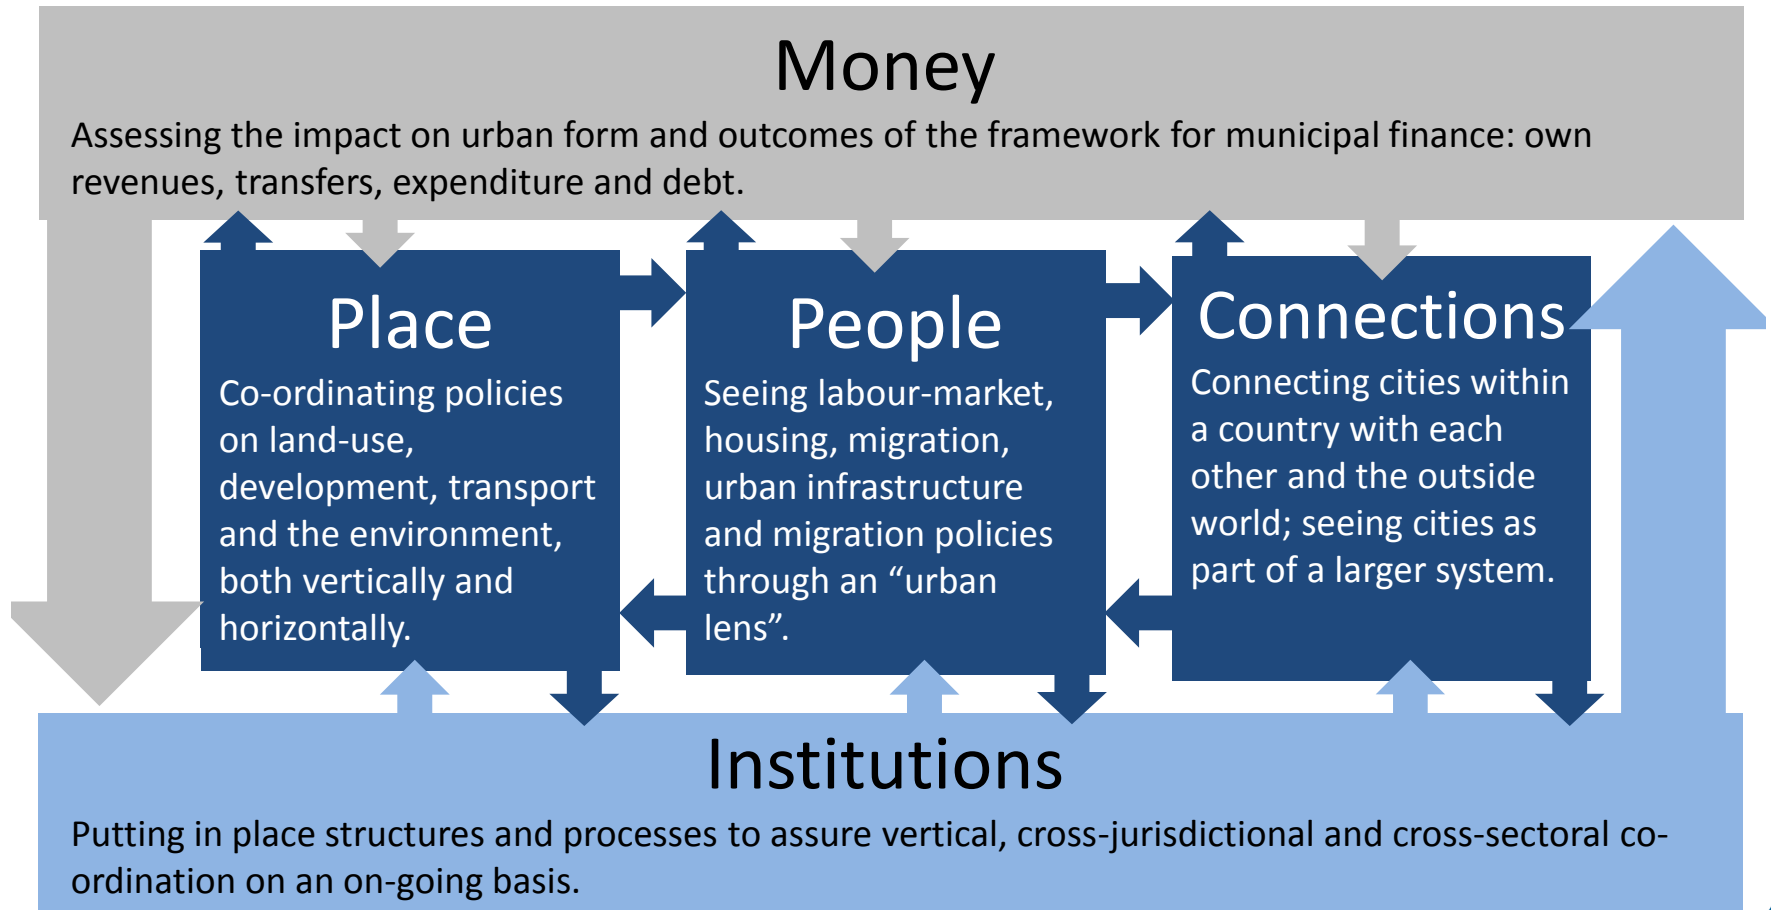 Money
Assessing the impact on urban form and outcomes of the framework for municipal finance: own
revenues, transfers, expenditure and debt.
Place
Co-ordinating policies
on land-use,
development, transport
and the environment,
both vertically and
horizontally.
People
Seeing labour-market,
housing, migration,
urban infrastructure
and migration policies
through an “urban
lens”.
Connections
Connecting cities within
a country with each
other and the outside
world; seeing cities as
part of a larger system.
Institutions
Putting in place structures and processes to assure vertical, cross-jurisdictional and cross-sectoral co-
ordination on an on-going basis.